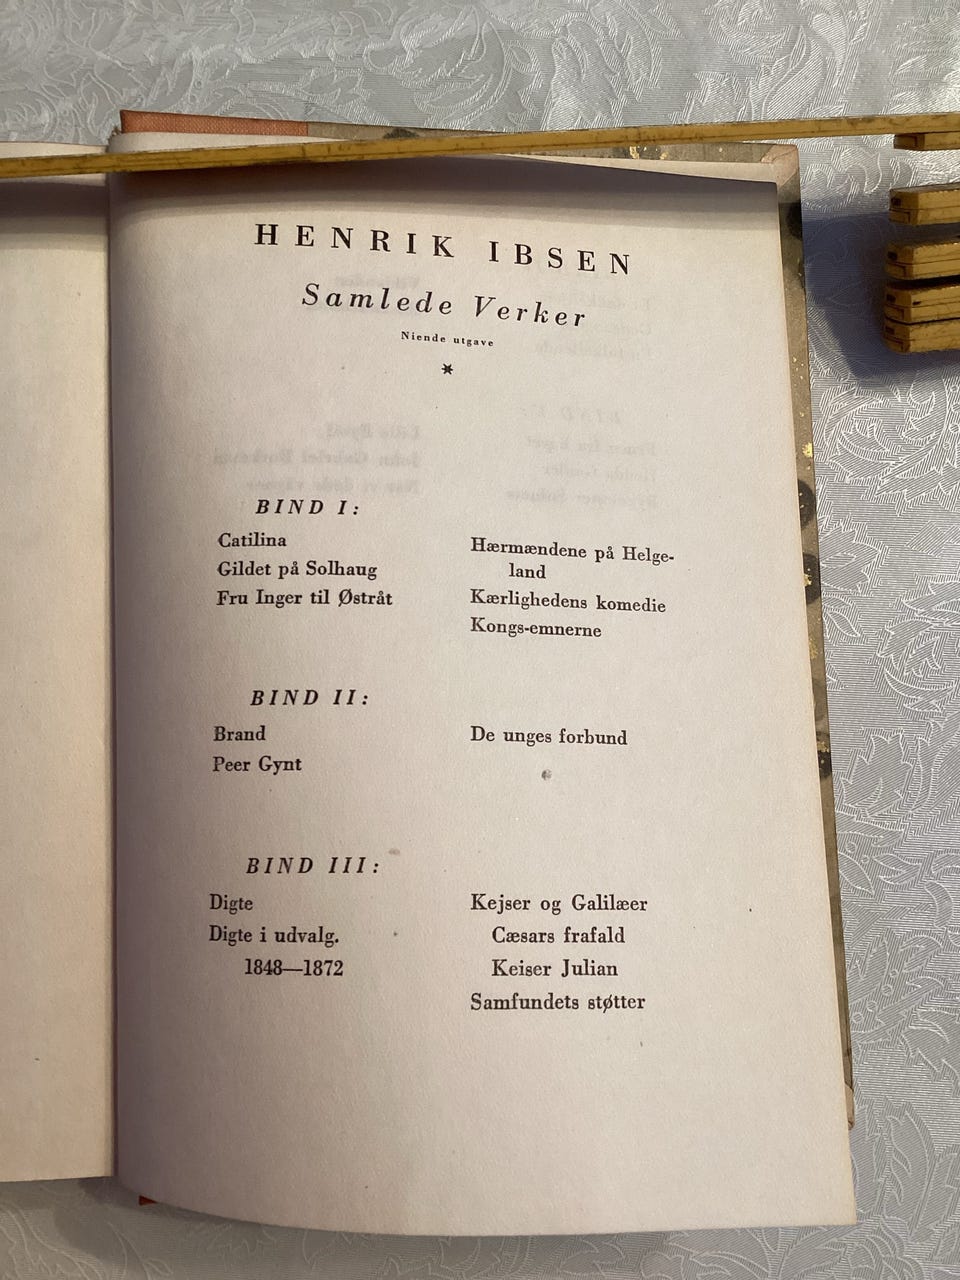 HENRIK IBSEN
Samlede Verker
Niende utgave
*
BIND I:
Catilina
Gildet på Solhaug
Fru Inger til Østråt
Hærmændene på Helge-
land
Kærlighedens komedie
Kongs-emnerne
BIND II:
Brand
Peer Gynt
De unges forbund
BIND III:
Digte
Digte i udvalg.
1848—1872
Kejser og Galilæer
Cæsars frafald
Keiser Julian
Samfundets støtter